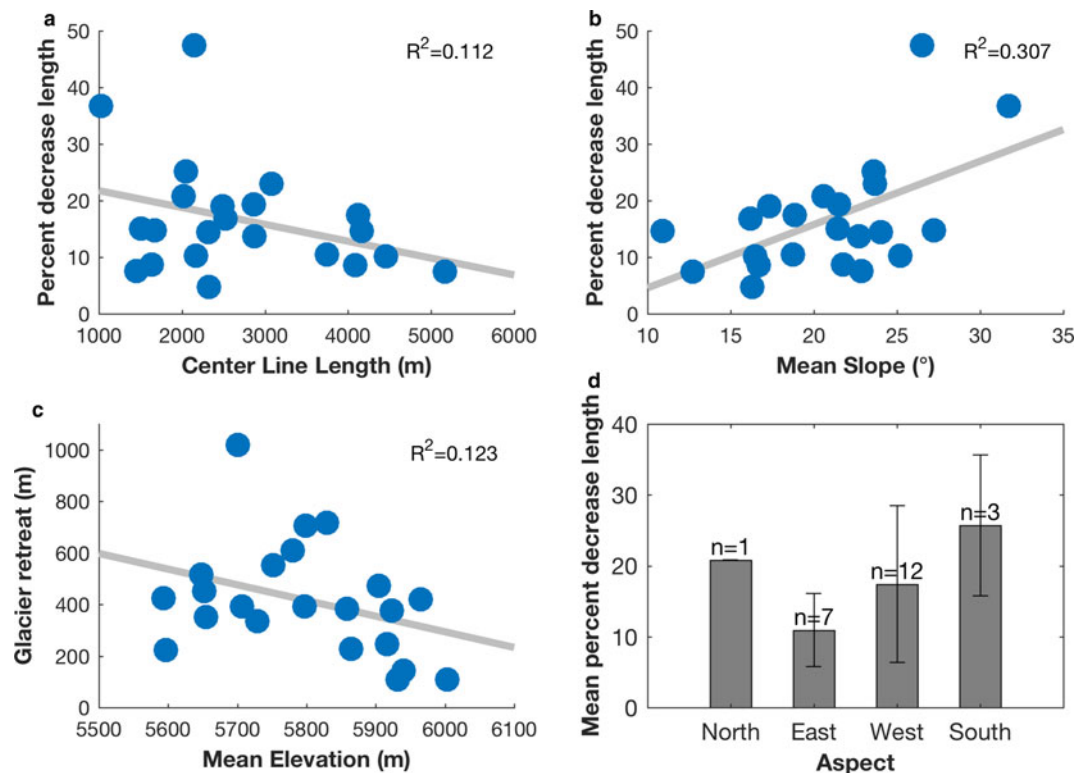 a
R²=0.112
Percent decrease length
50
40
30
20
10
0
1000 2000 3000 4000 5000 6000
Center Line Length (m)
b
R²=0.307
Percent decrease length
50
40
30
20
10
0
10 15 20 25 30 35
Mean Slope (°)
c
R²=0.123
Glacier retreat (m)
1000
800
600
400
200
0
5500 5600 5700 5800 5900 6000 6100
Mean Elevation (m)
d
Mean percent decrease length
40
30
20
10
0
n=1
n=7
n=12
n=3
North East West South
Aspect